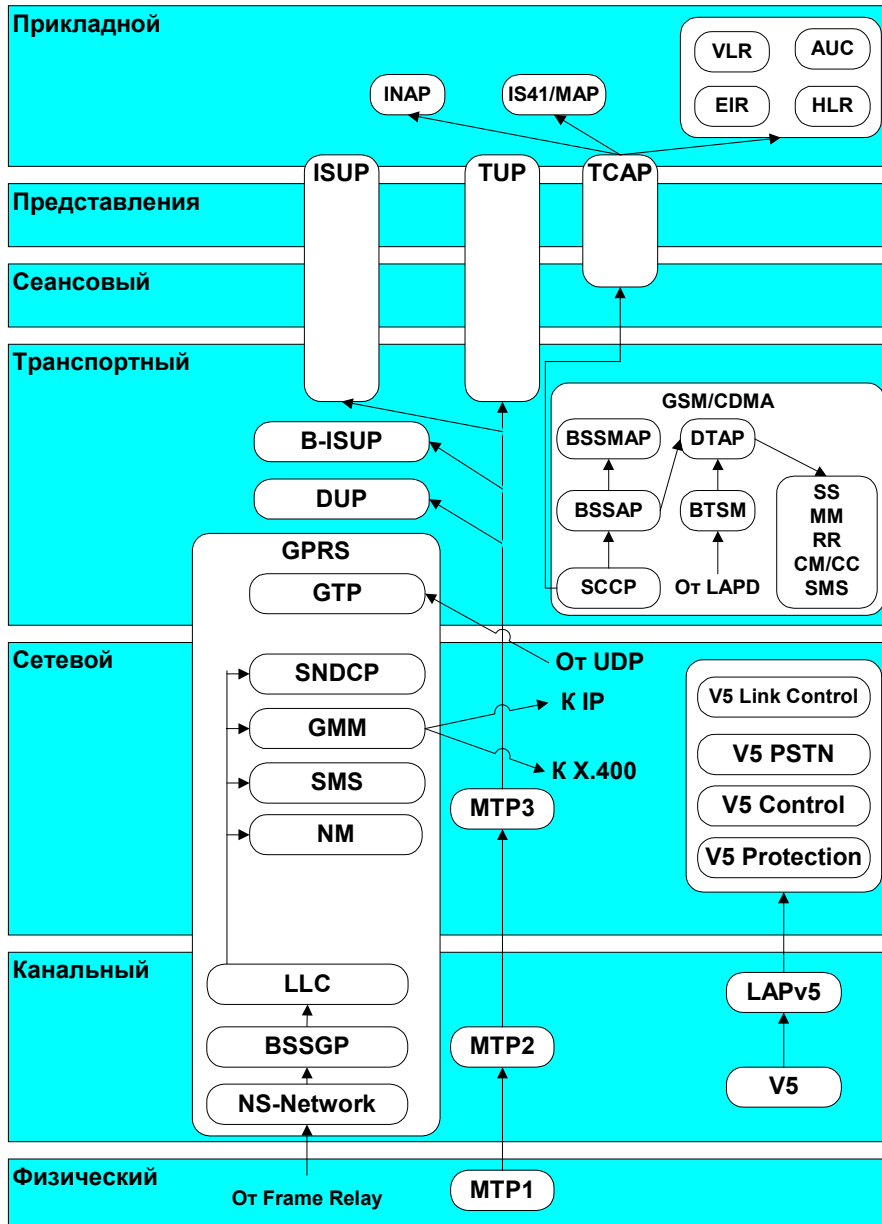 Прикладной
VLR
AUC
EIR
HLR
INAP
IS41/MAP
ISUP
TUP
TCAP
Представления
Сеансовый
Транспортный
GSM/CDMA
BSSMAP
DTAP
BSSAP
BTSM
SCCP
От LAPD
SS
MM
RR
CM/CC
SMS
B-ISUP
DUP
GPRS
GTP
Сетевой
От UDP
SNDCP
К IP
GMM
К X.400
SMS
NM
MTP3
V5 Link Control
V5 PSTN
V5 Control
V5 Protection
Канальный
LLC
BSSGP
NS-Network
MTP2
LAPv5
V5
Физический
От Frame Relay
MTP1